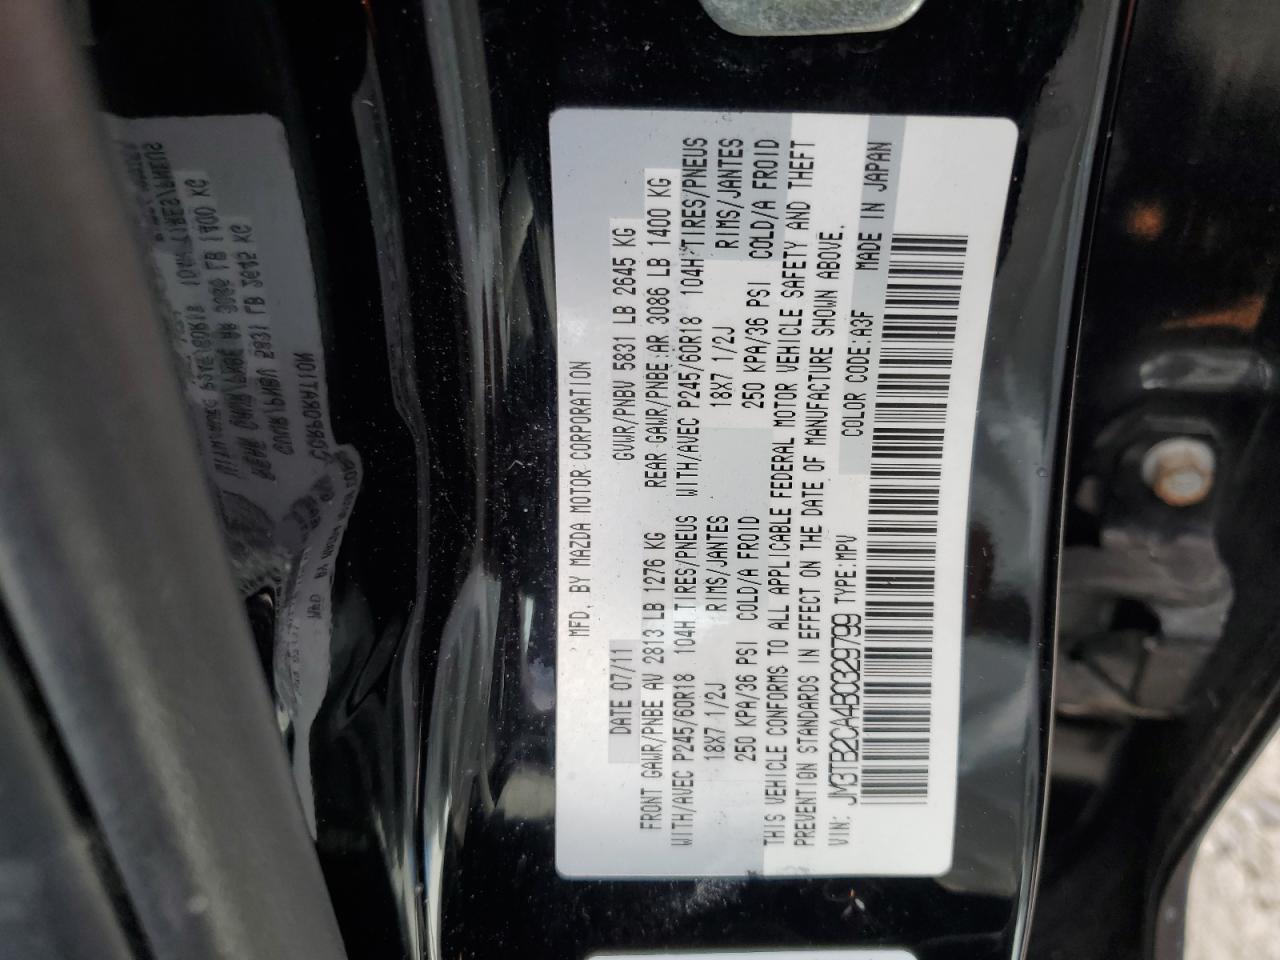 MFD. BY MAZDA MOTOR CORPORATION
DATE 07/11 GVWR/PNBV 5831 LB 2645 KG
FRONT GAWR/PNBE AV 2813 LB 1276 KG REAR GAWR/PNBE AR 3086 LB 1400 KG
WITH/AVEC P245/60R18 104H TIRES/PNEUS WITH/AVEC P245/60R18 104H TIRES/PNEUS
18X7 1/2J RIMS/JANTES 18X7 1/2J RIMS/JANTES
250 KPA/36 PSI COLD/A FROID 250 KPA/36 PSI COLD/A FROID
THIS VEHICLE CONFORMS TO ALL APPLICABLE FEDERAL MOTOR VEHICLE SAFETY AND THEFT
PREVENTION STANDARDS IN EFFECT ON THE DATE OF MANUFACTURE SHOWN ABOVE.
VIN: JM3TB2CA4B0329799 TYPE:MPV COLOR CODE:A3F MADE IN JAPAN